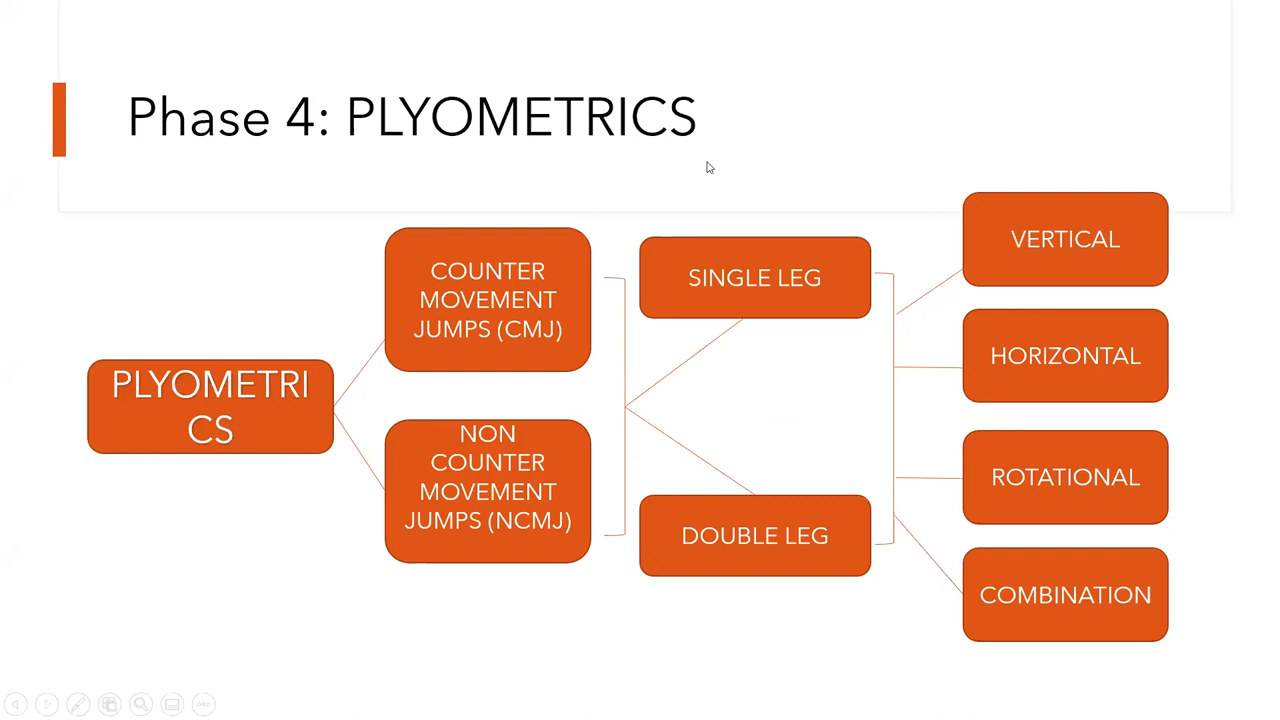 Phase 4: PLYOMETRICS
PLYOMETRI
CS
COUNTER
MOVEMENT
JUMPS (CMJ)
NON
COUNTER
MOVEMENT
JUMPS (NCMJ)
SINGLE LEG
DOUBLE LEG
VERTICAL
HORIZONTAL
ROTATIONAL
COMBINATION